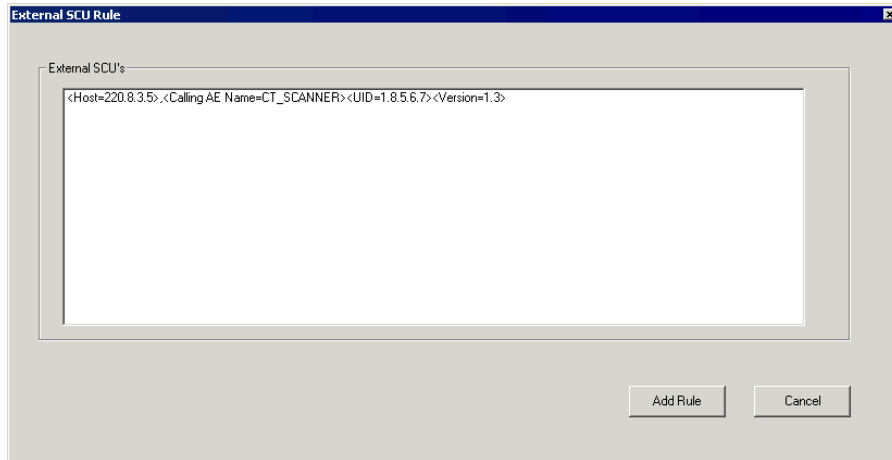 External SCU Rule
External SCU's
<Host=220.8.3.5>,<Calling AE Name=CT_SCANNER><UID=1.8.5.6.7><Version=1.3>
Add Rule
Cancel